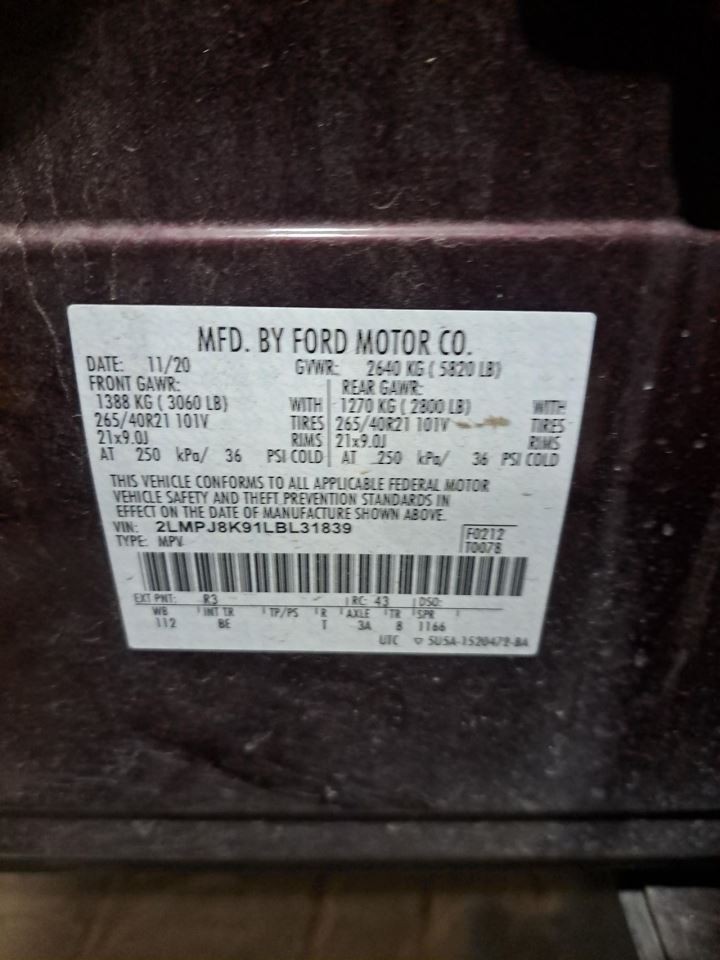 MFD. BY FORD MOTOR CO.
DATE: 11/20 GVWR: 2640 KG ( 5820 LB)
FRONT GAWR: REAR GAWR:
1388 KG ( 3060 LB) WITH 1270 KG ( 2800 LB) WITH
265/40R21 101V TIRES 265/40R21 101V TIRES
21x9.0J RIMS 21x9.0J RIMS
AT 250 kPa/ 36 PSI COLD AT 250 kPa/ 36 PSI COLD
THIS VEHICLE CONFORMS TO ALL APPLICABLE FEDERAL MOTOR
VEHICLE SAFETY AND THEFT PREVENTION STANDARDS IN
EFFECT ON THE DATE OF MANUFACTURE SHOWN ABOVE.
VIN: 2LMPJ8K91LBL31839
TYPE: MPV
F0212
T0078
EXT PNT: R3 RC: 43 DSO:
WB INT TR TP/PS R AXLE TR SPR
112 BE T 3A 8 1166
UTC ▽ 5U5A-1520472-BA